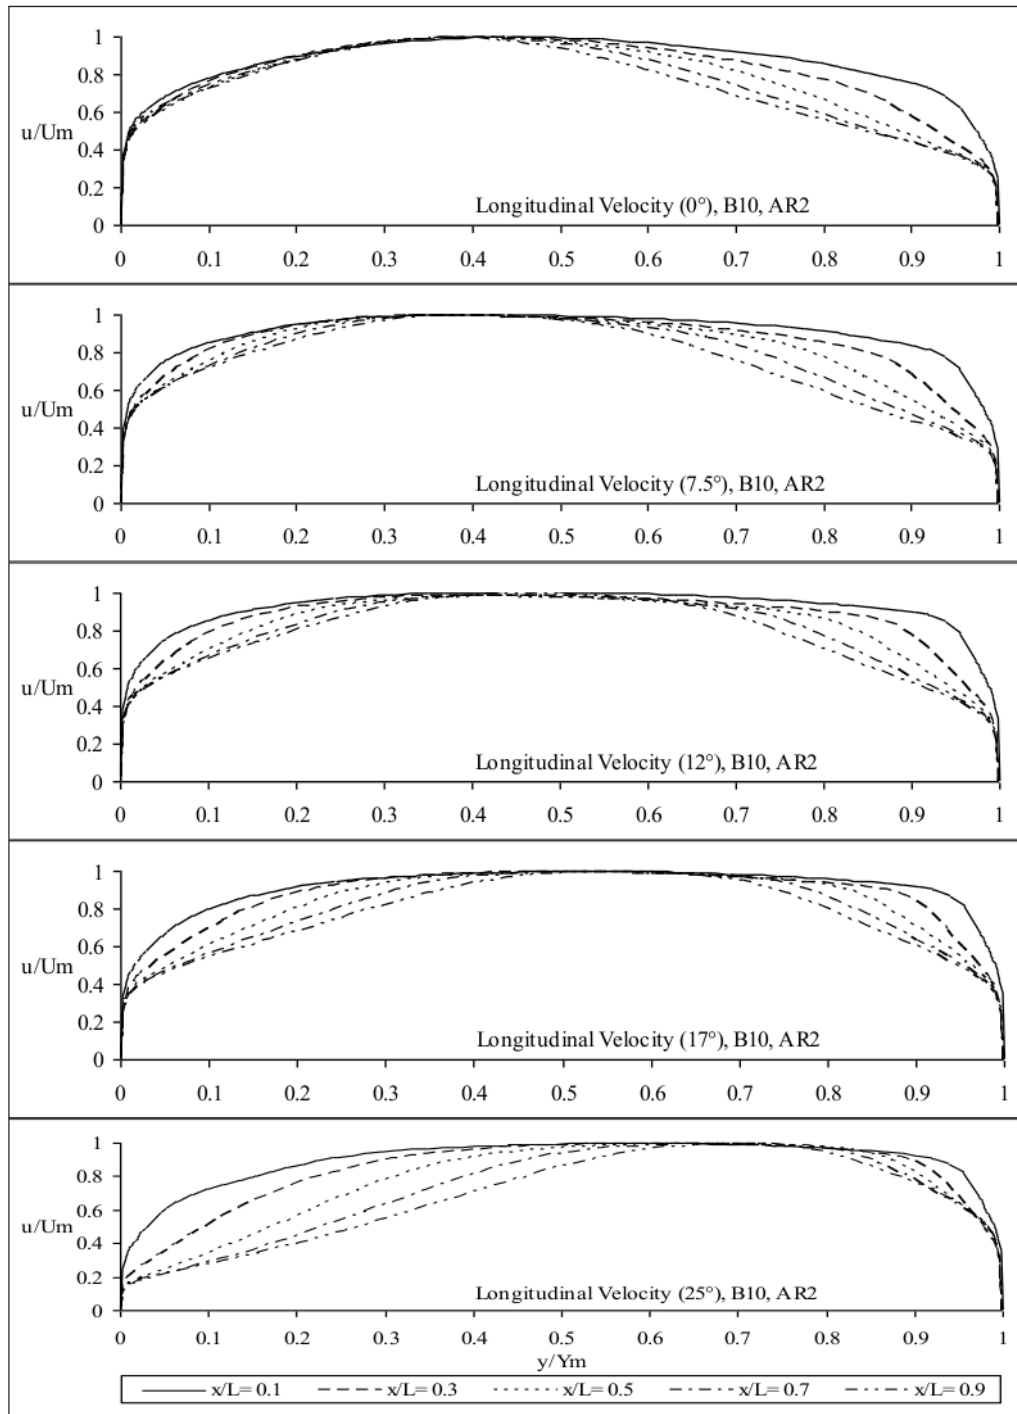 1
0.8
0.6
u/Um
0.4
0.2
0
Longitudinal Velocity (0°), B10, AR2
0 0.1 0.2 0.3 0.4 0.5 0.6 0.7 0.8 0.9 1
1
0.8
0.6
u/Um
0.4
0.2
0
Longitudinal Velocity (7.5°), B10, AR2
0 0.1 0.2 0.3 0.4 0.5 0.6 0.7 0.8 0.9 1
1
0.8
0.6
u/Um
0.4
0.2
0
Longitudinal Velocity (12°), B10, AR2
0 0.1 0.2 0.3 0.4 0.5 0.6 0.7 0.8 0.9 1
1
0.8
0.6
u/Um
0.4
0.2
0
Longitudinal Velocity (17°), B10, AR2
0 0.1 0.2 0.3 0.4 0.5 0.6 0.7 0.8 0.9 1
1
0.8
0.6
u/Um
0.4
0.2
0
Longitudinal Velocity (25°), B10, AR2
0 0.1 0.2 0.3 0.4 0.5 0.6 0.7 0.8 0.9 1
y/Ym
x/L= 0.1 x/L= 0.3 x/L= 0.5 x/L= 0.7 x/L= 0.9